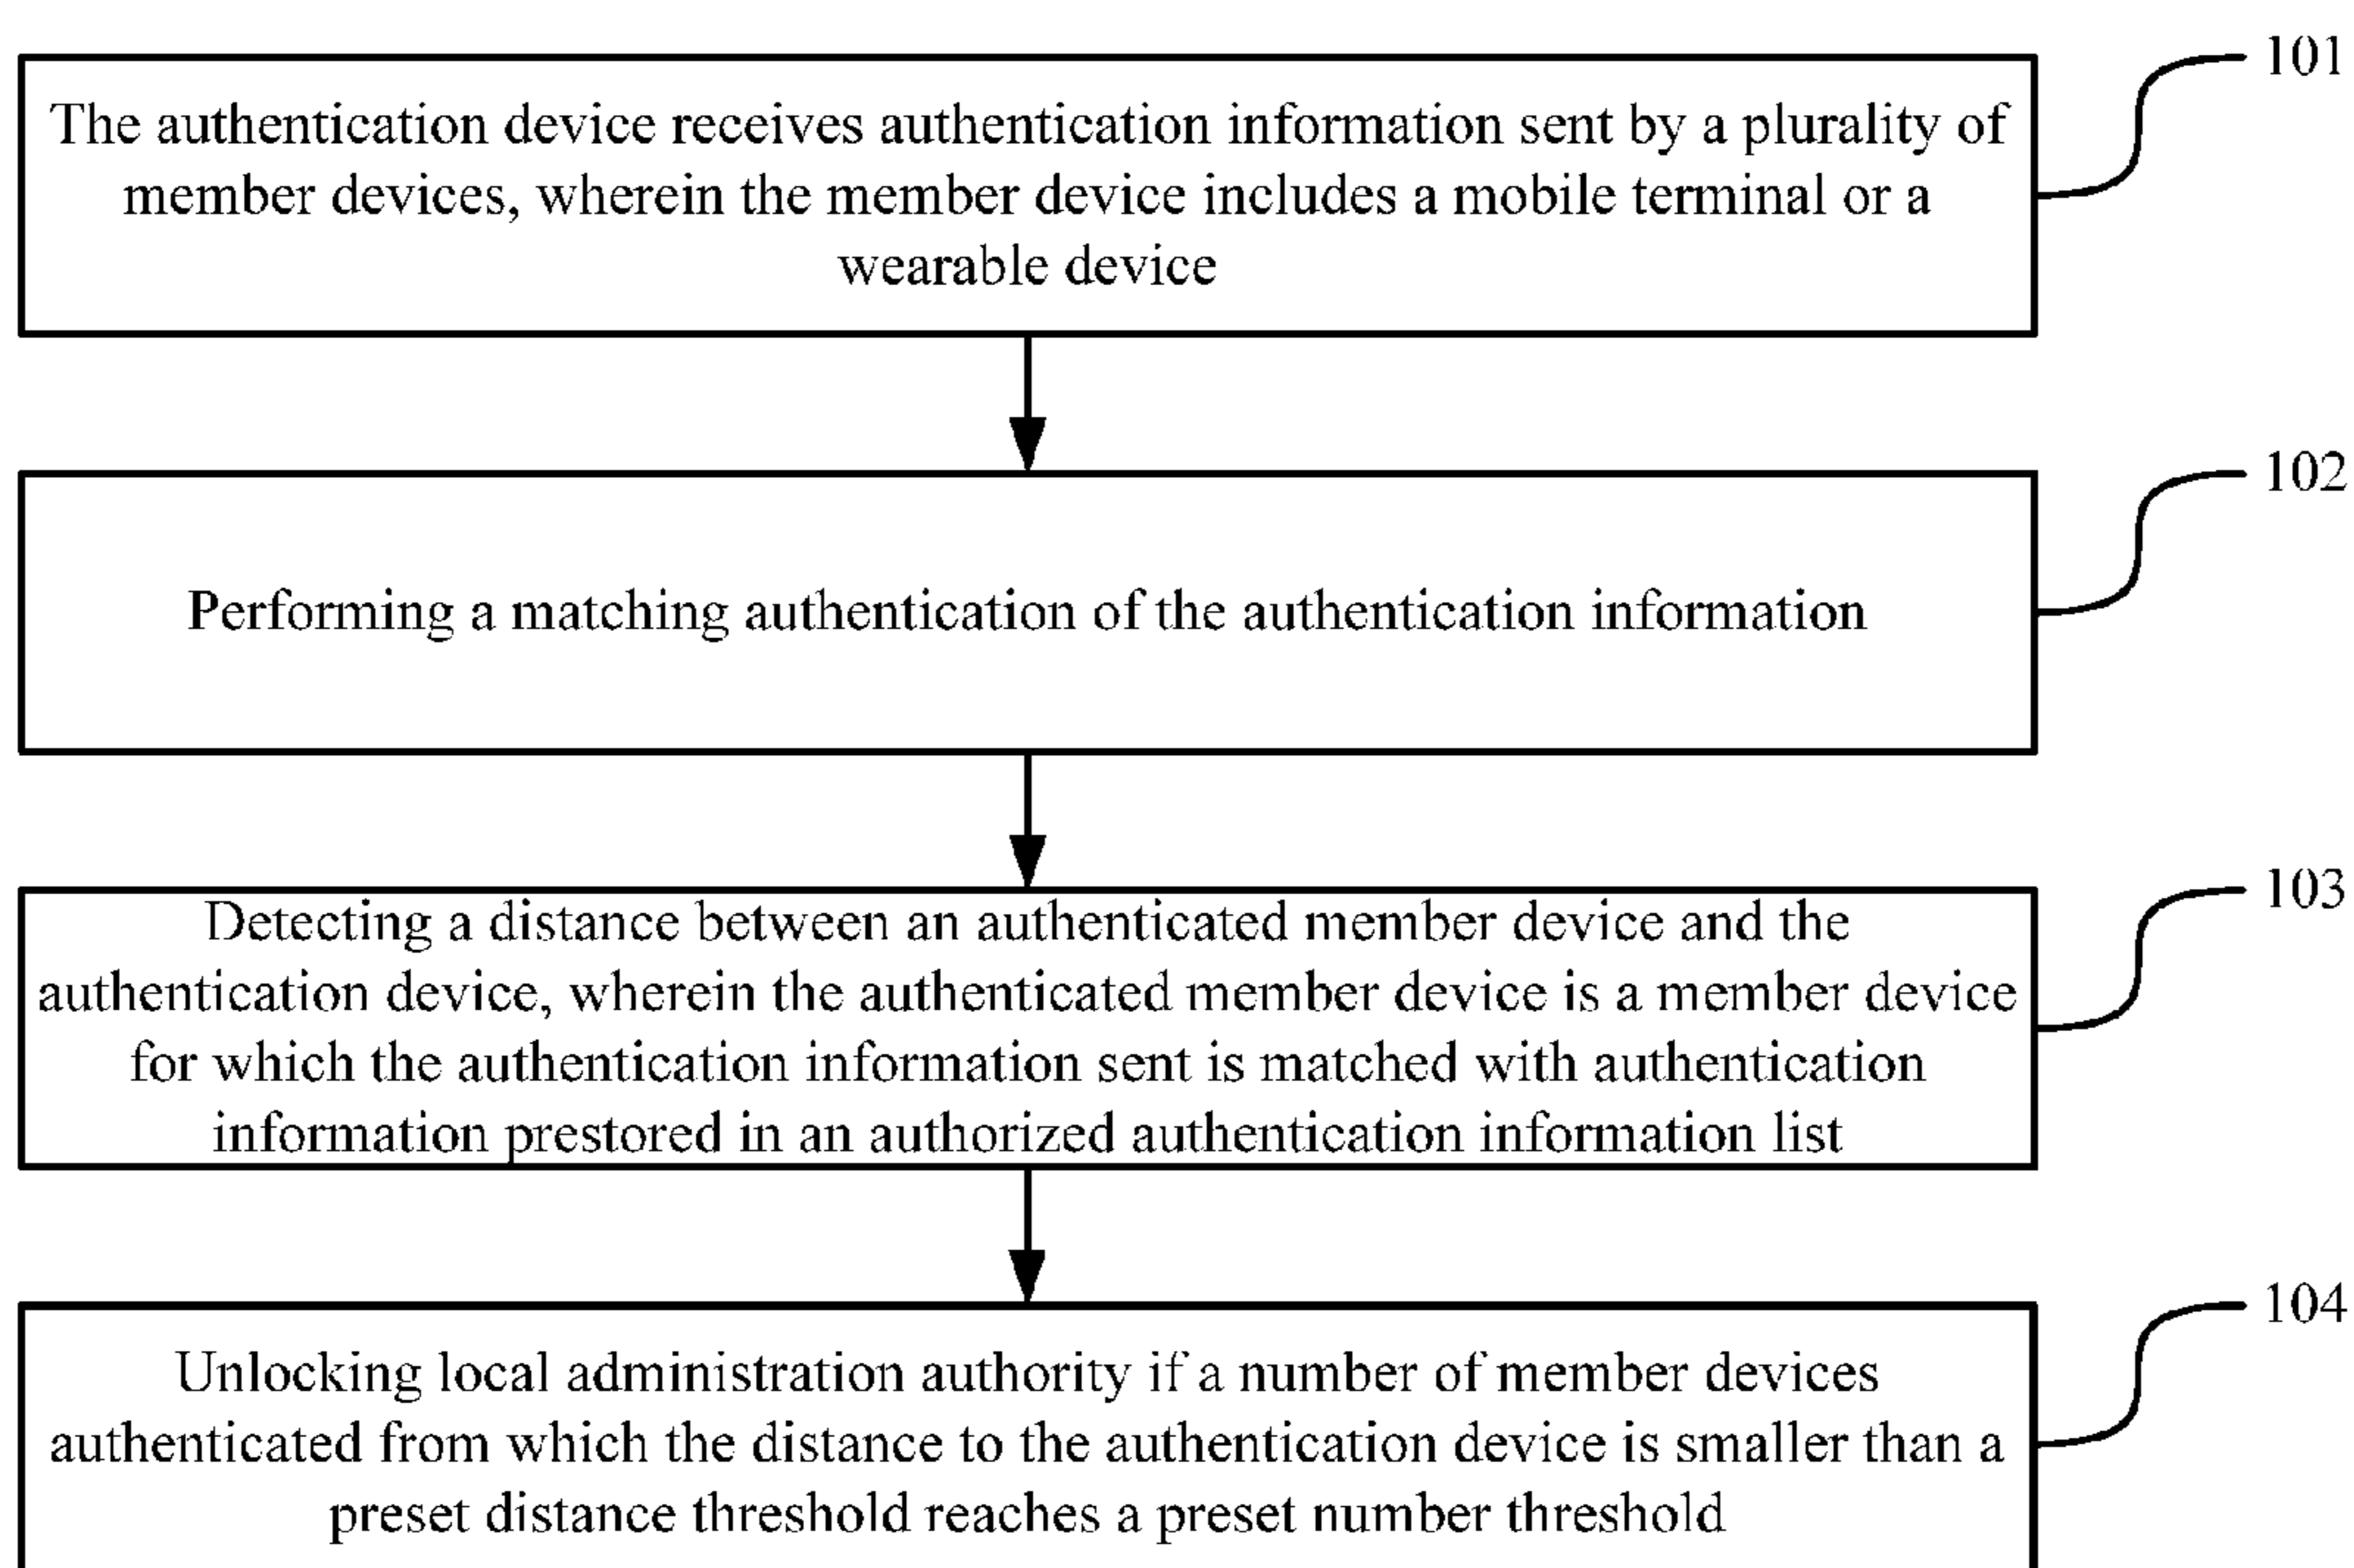 101
The authentication device receives authentication information sent by a plurality of
member devices, wherein the member device includes a mobile terminal or a
wearable device
102
Performing a matching authentication of the authentication information
103
Detecting a distance between an authenticated member device and the
authentication device, wherein the authenticated member device is a member device
for which the authentication information sent is matched with authentication
information prestored in an authorized authentication information list
104
Unlocking local administration authority if a number of member devices
authenticated from which the distance to the authentication device is smaller than a
preset distance threshold reaches a preset number threshold